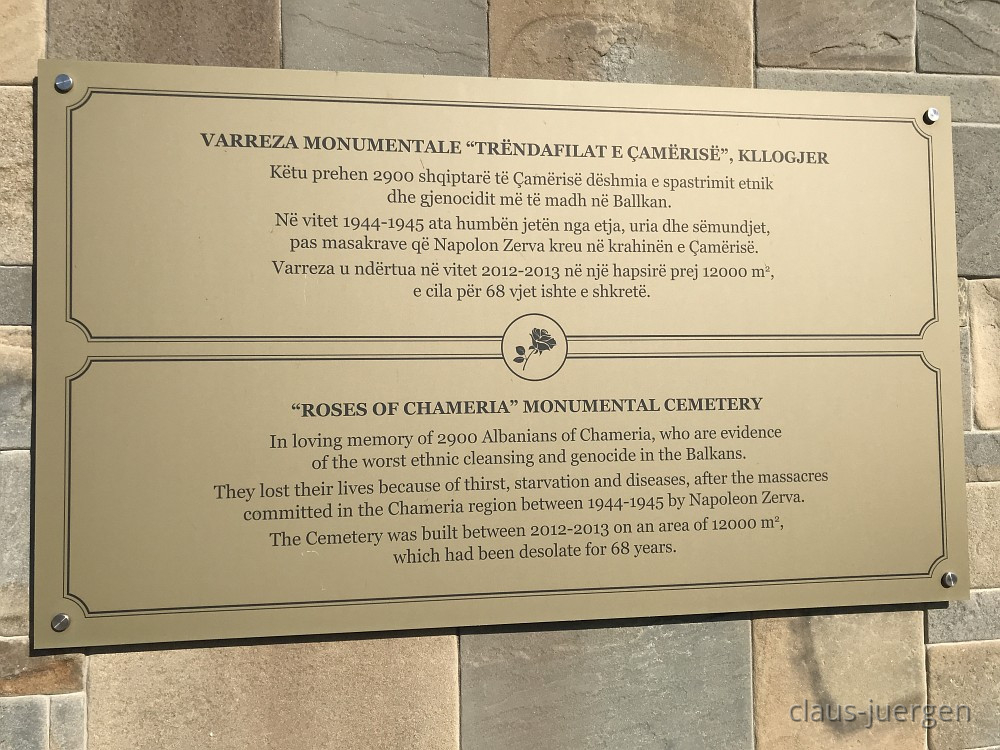 VARREZA MONUMENTALE “TRËNDAFILAT E ÇAMËRISË”, KLLOGJER
Këtu prehen 2900 shqiptarë të Çamërisë dëshmia e spastrimit etnik
dhe gjenocidit më të madh në Ballkan.
Në vitet 1944-1945 ata humbën jetën nga etja, uria dhe sëmundjet,
pas masakrave që Napolon Zerva kreu në krahinën e Çamërisë.
Varreza u ndërtua në vitet 2012-2013 në një hapsirë prej 12000 m²,
e cila për 68 vjet ishte e shkretë.
“ROSES OF CHAMERIA” MONUMENTAL CEMETERY
In loving memory of 2900 Albanians of Chameria, who are evidence
of the worst ethnic cleansing and genocide in the Balkans.
They lost their lives because of thirst, starvation and diseases, after the massacres
committed in the Chameria region between 1944-1945 by Napoleon Zerva.
The Cemetery was built between 2012-2013 on an area of 12000 m²,
which had been desolate for 68 years.
claus-juergen